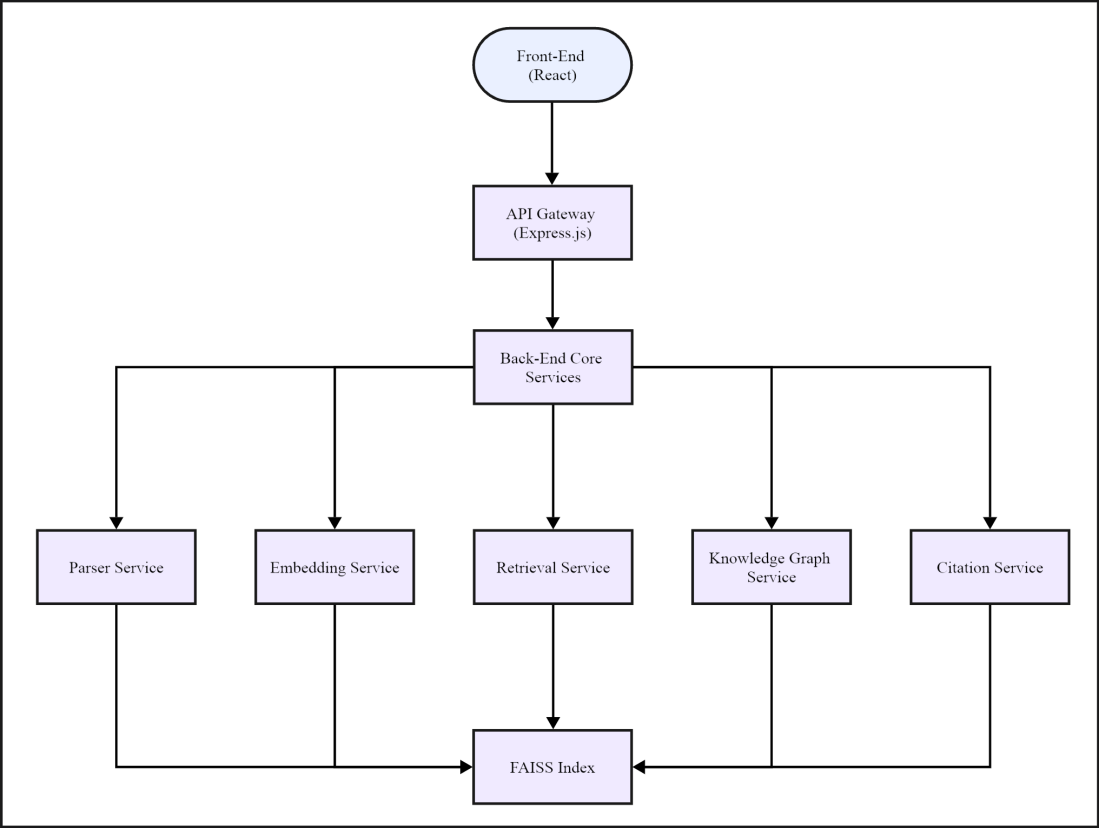 Front-End
(React)
API Gateway
(Express.js)
Back-End Core
Services
Parser Service
Embedding Service
Retrieval Service
Knowledge Graph
Service
Citation Service
FAISS Index